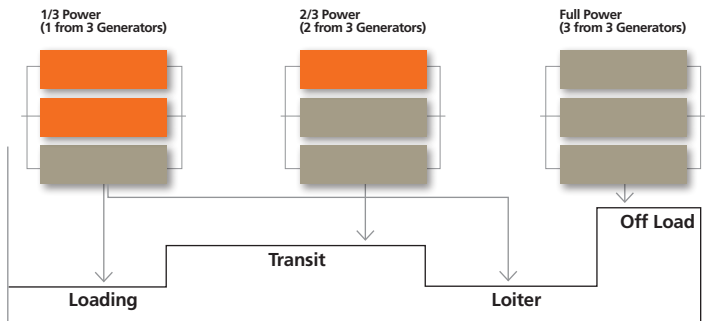 1/3 Power
(1 from 3 Generators)
2/3 Power
(2 from 3 Generators)
Full Power
(3 from 3 Generators)
Off Load
Transit
Loading
Loiter